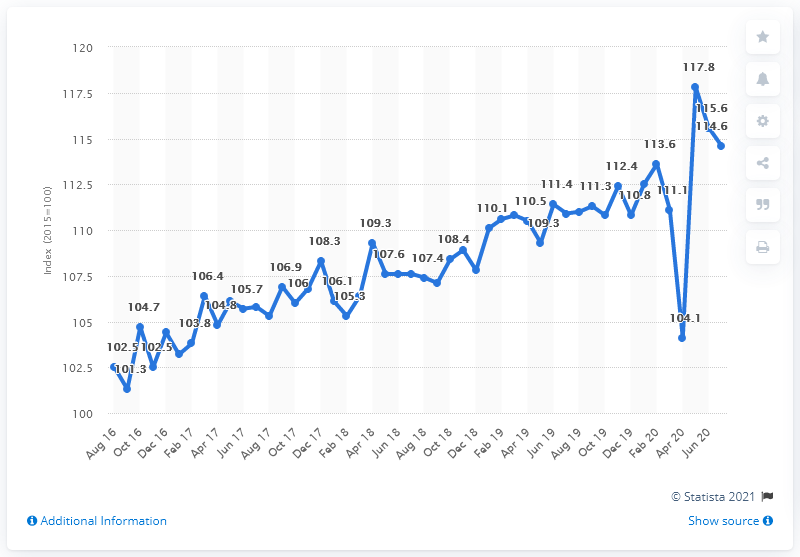 120
117.5
115
112.5
110
107.5
105
102.5
100
Index (2015=100)
102.5
101.3
104.7
102.5
103.8
106.4
104.8
105.7
106.9
106
108.3
106.1
105.3
109.3
107.6
107.4
108.4
110.1
110.5
109.3
111.4
111.3
112.4
110.8
113.6
111.1
104.1
117.8
115.6
114.6
Aug 16
Oct 16
Dec 16
Feb 17
Apr 17
Jun 17
Aug 17
Oct 17
Dec 17
Feb 18
Apr 18
Jun 18
Aug 18
Oct 18
Dec 18
Feb 19
Apr 19
Jun 19
Aug 19
Oct 19
Dec 19
Feb 20
Apr 20
Jun 20
© Statista 2021
Additional Information
Show source